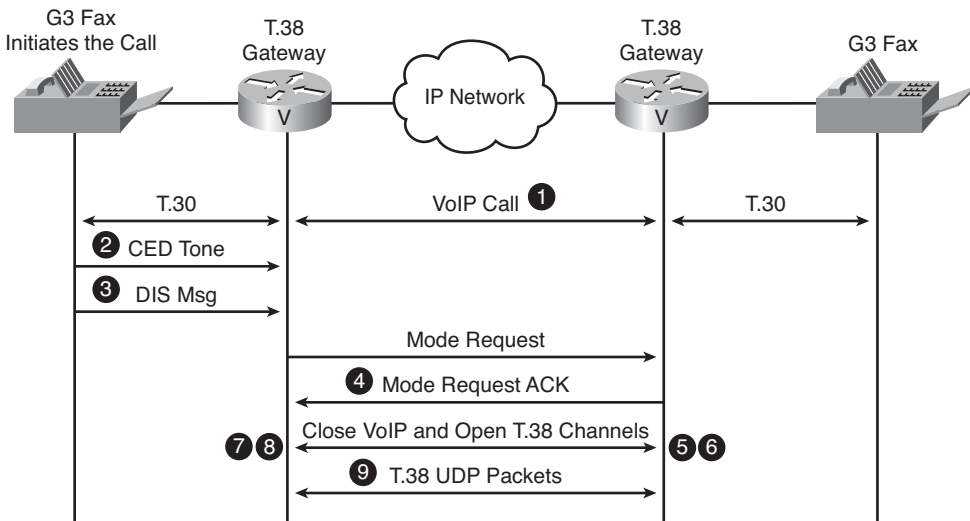 G3 Fax
Initiates the Call
T.38
Gateway
IP Network
T.38
Gateway
G3 Fax
V
V
T.30
VoIP Call 1
T.30
2 CED Tone
3 DIS Msg
Mode Request
4 Mode Request ACK
7 8 Close VoIP and Open T.38 Channels 5 6
9 T.38 UDP Packets